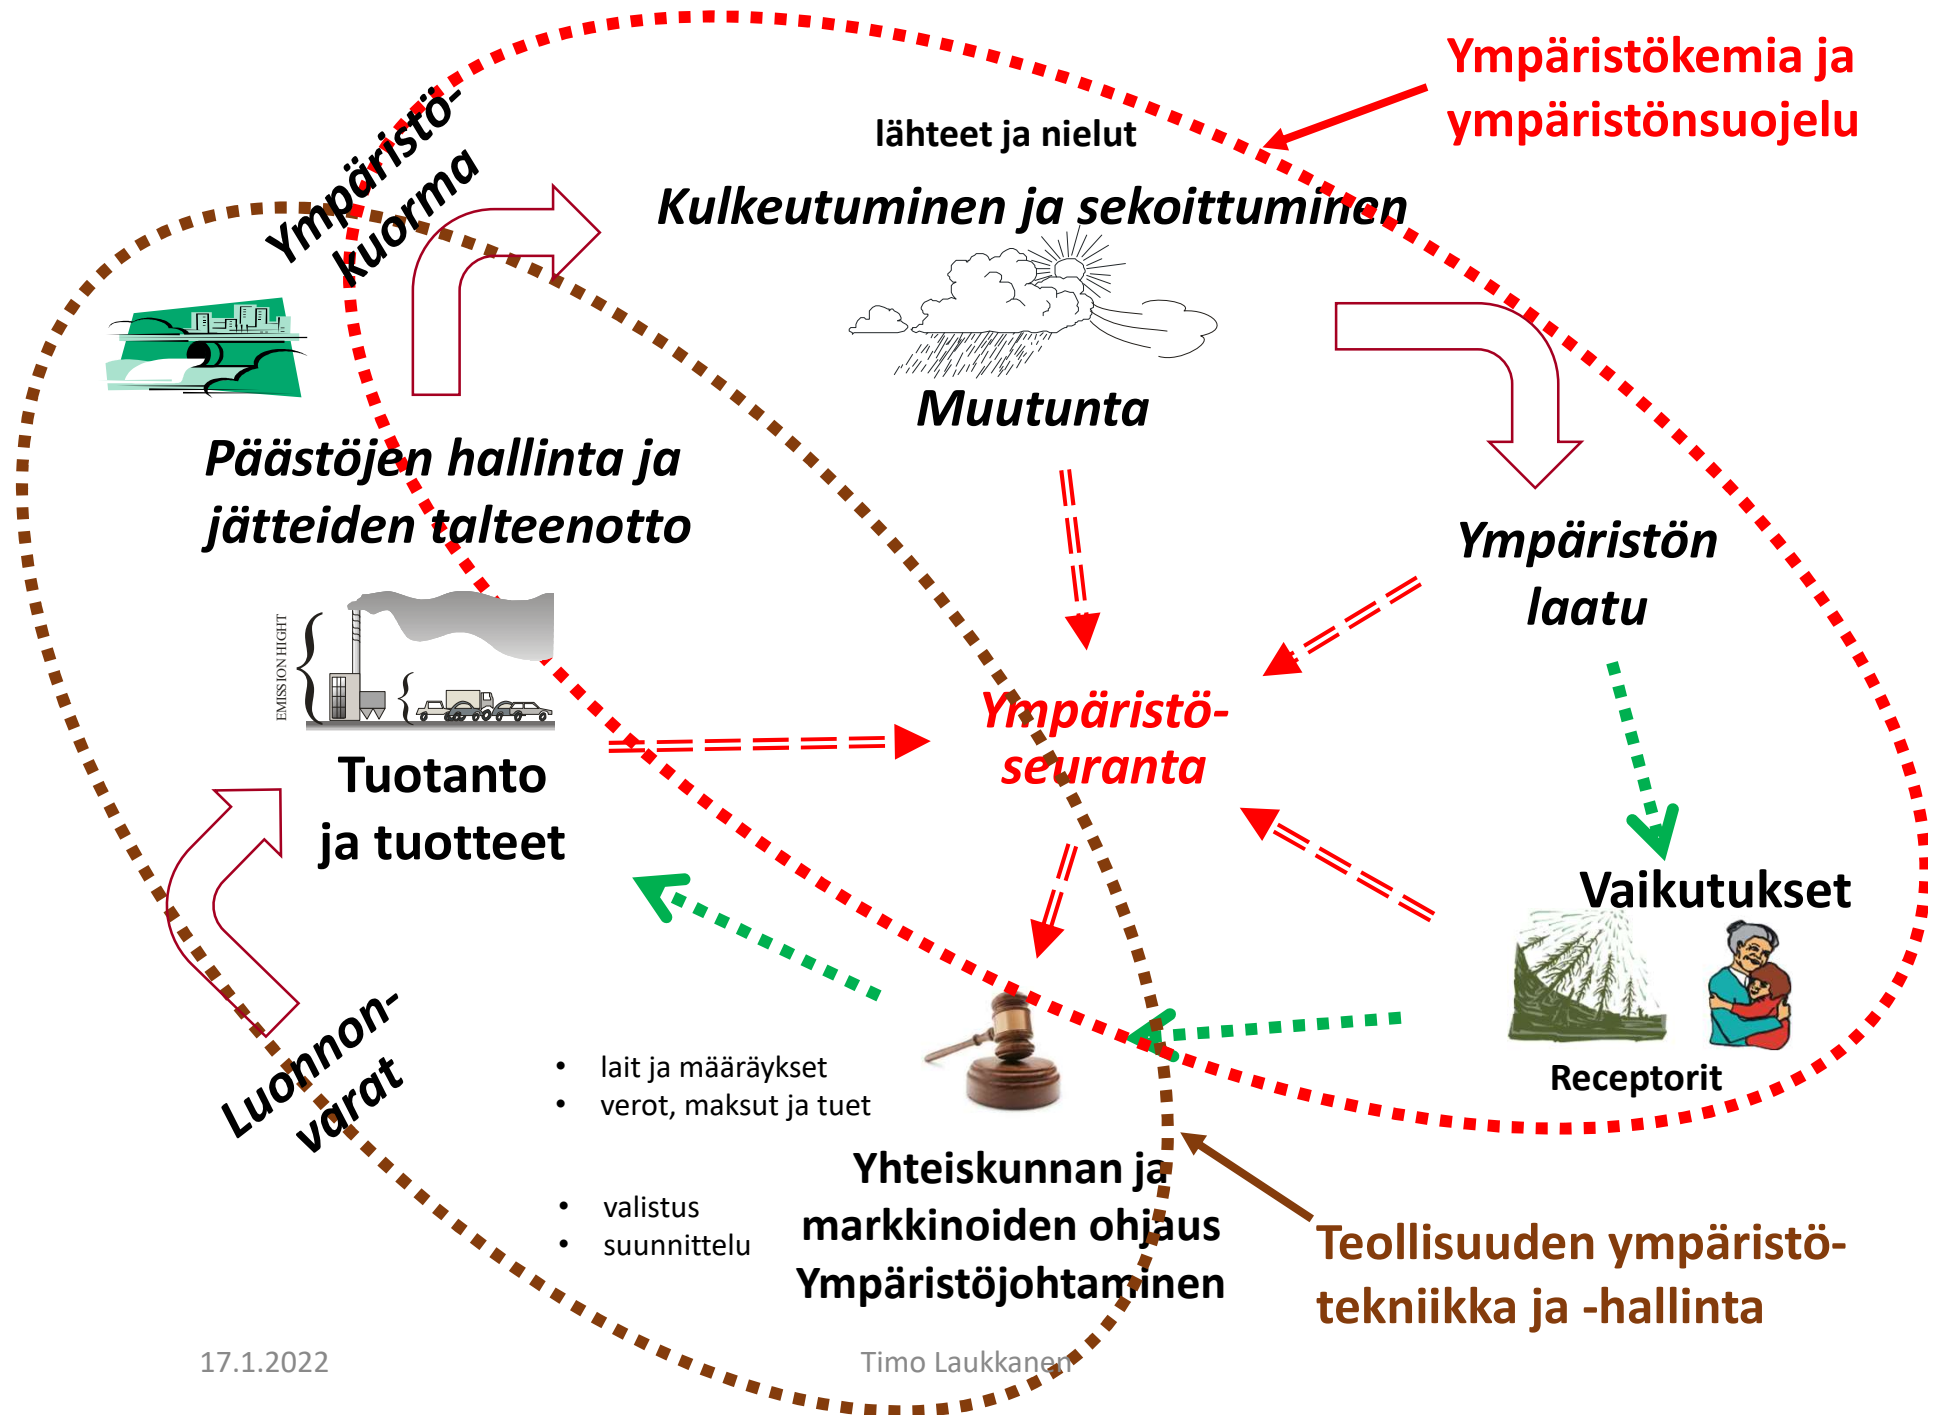 Ympäristökemia ja
ympäristönsuojelu
Ympäristö-
kuorma
lähteet ja nielut
Kulkeutuminen ja sekoittuminen
Muutunta
Päästöjen hallinta ja
jätteiden talteenotto
Ympäristön
laatu
EMISSION HIGHT
Ympäristö-
seuranta
Tuotanto
ja tuotteet
Vaikutukset
Receptorit
Luonnon-
varat
• lait ja määräykset
• verot, maksut ja tuet
• valistus
• suunnittelu
Yhteiskunnan ja
markkinoiden ohjaus
Ympäristöjohtaminen
Teollisuuden ympäristö-
tekniikka ja -hallinta
17.1.2022
Timo Laukkanen